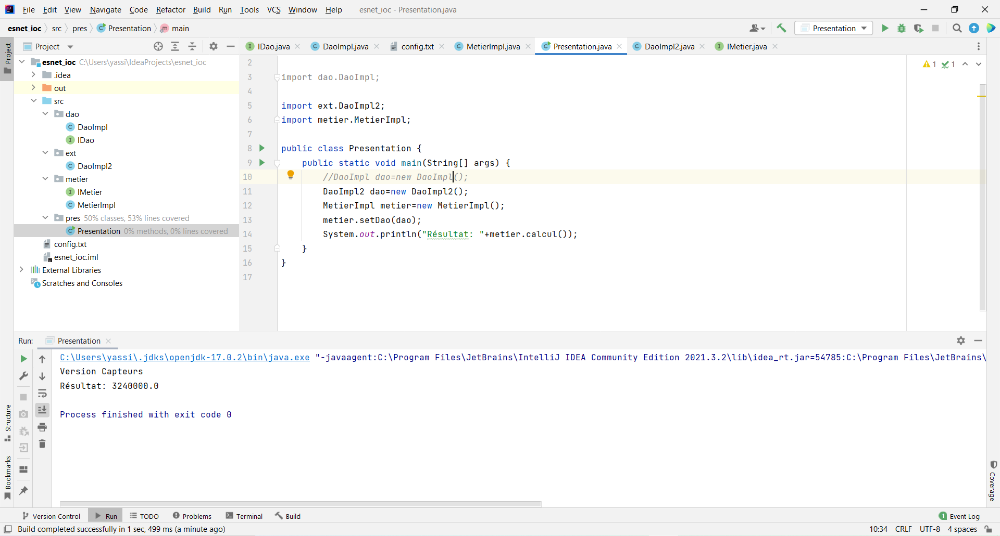 File Edit View Navigate Code Refactor Build Run Tools VCS Window Help esnet_ioc - Presentation.java
esnet_ioc src pres Presentation main
Presentation
Project
Project
IDao.java DaoImpl.java config.txt MetierImpl.java Presentation.java DaoImpl2.java IMetier.java
esnet_ioc C:\Users\yassi\IdeaProjects\esnet_ioc
.idea
out
src
dao
DaoImpl
IDao
ext
DaoImpl2
metier
IMetier
MetierImpl
pres 50% classes, 53% lines covered
Presentation 0% methods, 0% lines covered
config.txt
esnet_ioc.iml
External Libraries
Scratches and Consoles
1 1
2
3 import dao.DaoImpl;
4
5 import ext.DaoImpl2;
6 import metier.MetierImpl;
7
8 public class Presentation {
9 public static void main(String[] args) {
10 //DaoImpl dao=new DaoImpl();
11 DaoImpl2 dao=new DaoImpl2();
12 MetierImpl metier=new MetierImpl();
13 metier.setDao(dao);
14 System.out.println("Résultat: "+metier.calcul());
15 }
16 }
17
Run: Presentation
C:\Users\yassi\.jdks\openjdk-17.0.2\bin\java.exe "-javaagent:C:\Program Files\JetBrains\IntelliJ IDEA Community Edition 2021.3.2\lib\idea_rt.jar=54785:C:\Program Files\JetBrains\
Version Capteurs
Résultat: 3240000.0
Process finished with exit code 0
Structure
Bookmarks
Coverage
Version Control Run TODO Problems Terminal Build 1 Event Log
Build completed successfully in 1 sec, 499 ms (a minute ago) 10:34 CRLF UTF-8 4 spaces